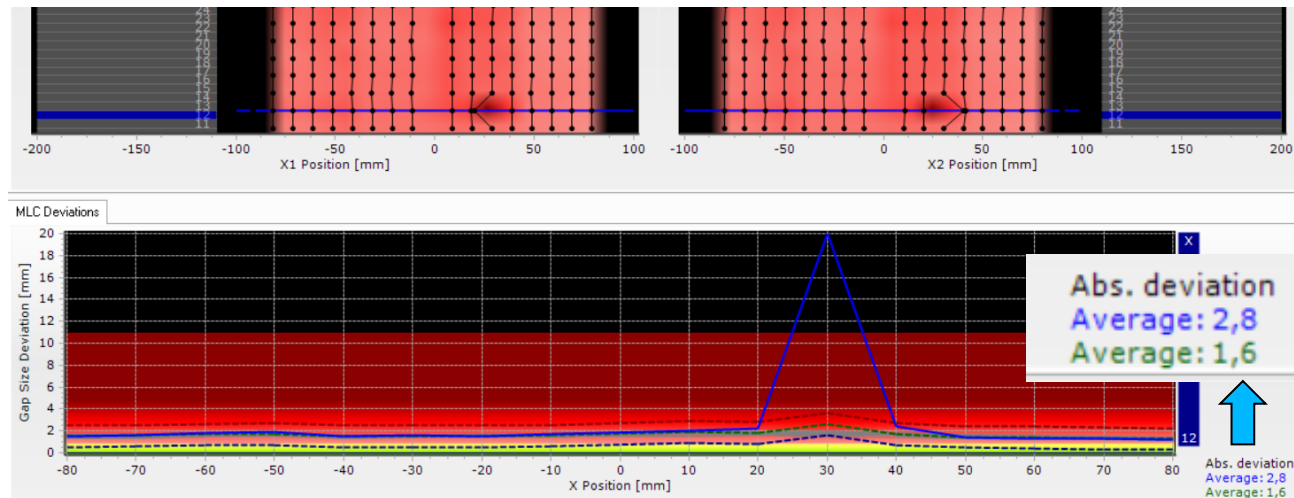 24
23
22
21
20
19
18
17
16
15
14
13
12
11
24
23
22
21
20
19
18
17
16
15
14
13
12
11
-200 -150 -100 -50 0 50 100
X1 Position [mm]
-100 -50 0 50 100 150 200
X2 Position [mm]
MLC Deviations
Gap Size Deviation [mm]
20
18
16
14
12
10
8
6
4
2
0
X
12
-80 -70 -60 -50 -40 -30 -20 -10 0 10 20 30 40 50 60 70 80
X Position [mm]
Abs. deviation
Average: 2,8
Average: 1,6
Abs. deviation
Average: 2,8
Average: 1,6